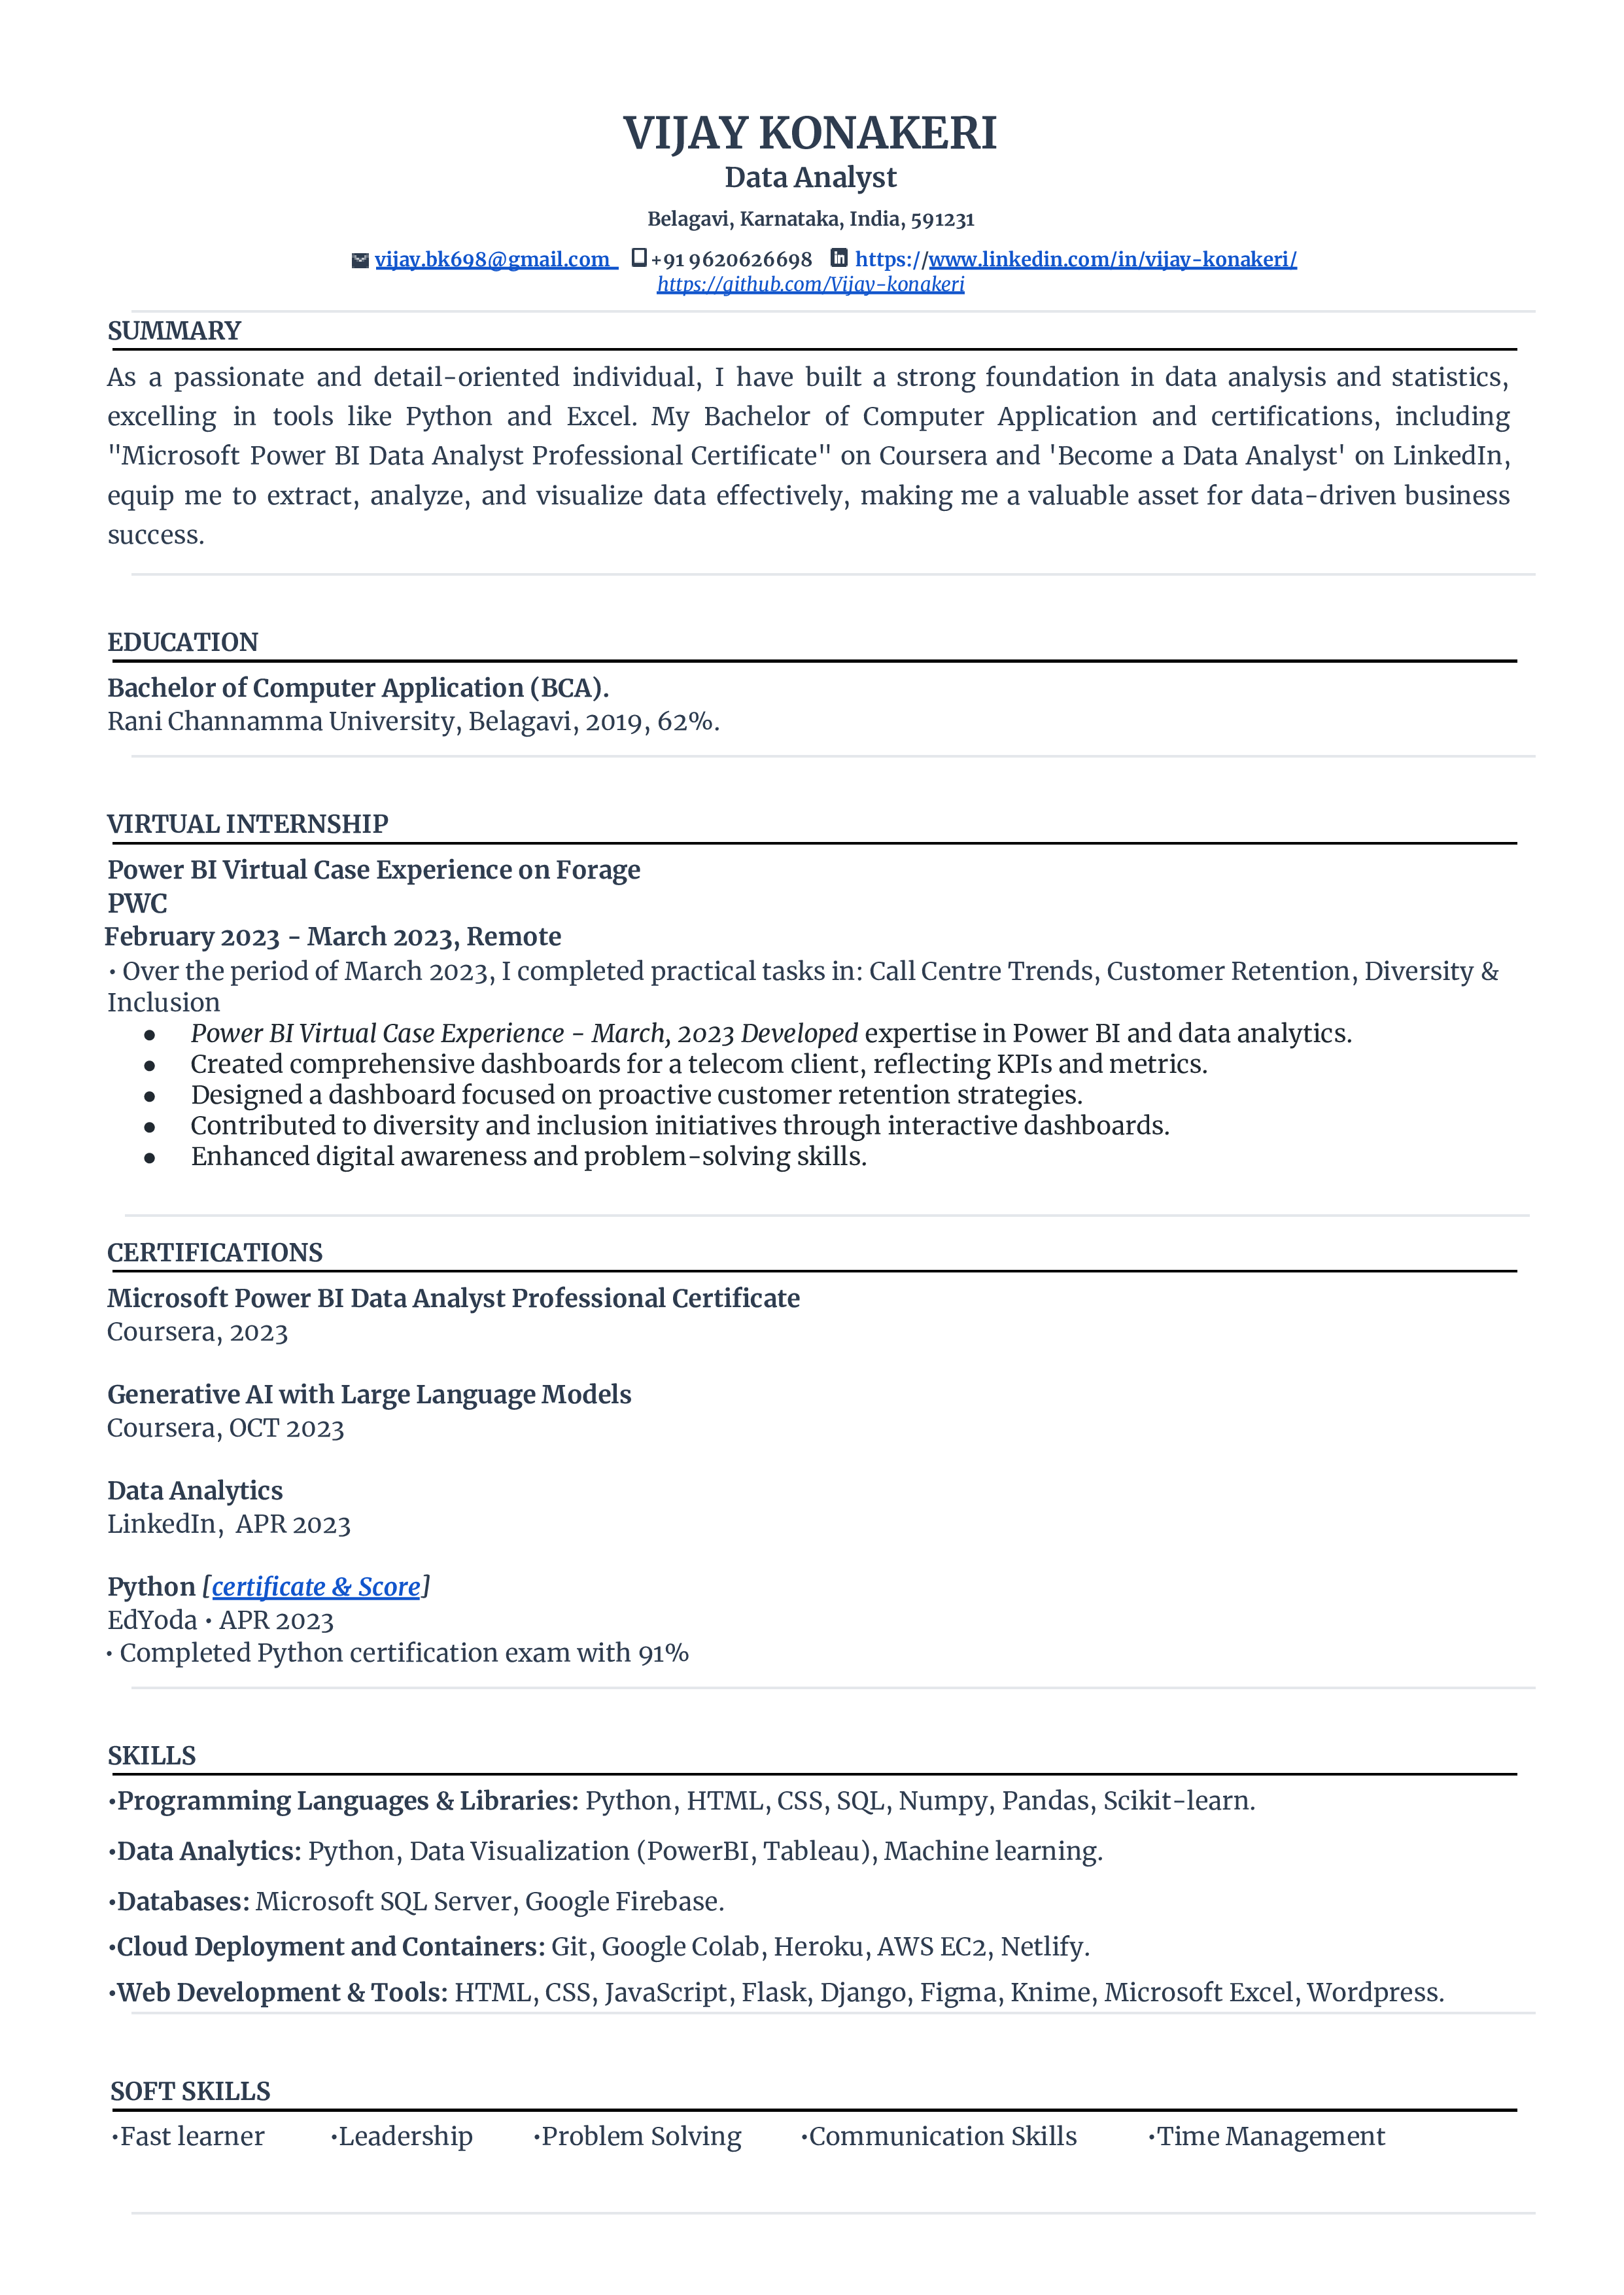 VIJAY KONAKERI
Data Analyst
Belagavi, Karnataka, India, 591231
vijay.bk698@gmail.com +91 9620626698 https://www.linkedin.com/in/vijay-konakeri/
https://github.com/Vijay-konakeri
SUMMARY
As a passionate and detail-oriented individual, I have built a strong foundation in data analysis and statistics,
excelling in tools like Python and Excel. My Bachelor of Computer Application and certifications, including
"Microsoft Power BI Data Analyst Professional Certificate" on Coursera and 'Become a Data Analyst' on LinkedIn,
equip me to extract, analyze, and visualize data effectively, making me a valuable asset for data-driven business
success.
EDUCATION
Bachelor of Computer Application (BCA).
Rani Channamma University, Belagavi, 2019, 62%.
VIRTUAL INTERNSHIP
Power BI Virtual Case Experience on Forage
PWC
February 2023 - March 2023, Remote
• Over the period of March 2023, I completed practical tasks in: Call Centre Trends, Customer Retention, Diversity &
Inclusion
● Power BI Virtual Case Experience - March, 2023 Developed expertise in Power BI and data analytics.
● Created comprehensive dashboards for a telecom client, reflecting KPIs and metrics.
● Designed a dashboard focused on proactive customer retention strategies.
● Contributed to diversity and inclusion initiatives through interactive dashboards.
● Enhanced digital awareness and problem-solving skills.
CERTIFICATIONS
Microsoft Power BI Data Analyst Professional Certificate
Coursera, 2023
Generative AI with Large Language Models
Coursera, OCT 2023
Data Analytics
LinkedIn, APR 2023
Python [certificate & Score]
EdYoda • APR 2023
• Completed Python certification exam with 91%
SKILLS
•Programming Languages & Libraries: Python, HTML, CSS, SQL, Numpy, Pandas, Scikit-learn.
•Data Analytics: Python, Data Visualization (PowerBI, Tableau), Machine learning.
•Databases: Microsoft SQL Server, Google Firebase.
•Cloud Deployment and Containers: Git, Google Colab, Heroku, AWS EC2, Netlify.
•Web Development & Tools: HTML, CSS, JavaScript, Flask, Django, Figma, Knime, Microsoft Excel, Wordpress.
SOFT SKILLS
•Fast learner •Leadership •Problem Solving •Communication Skills •Time Management